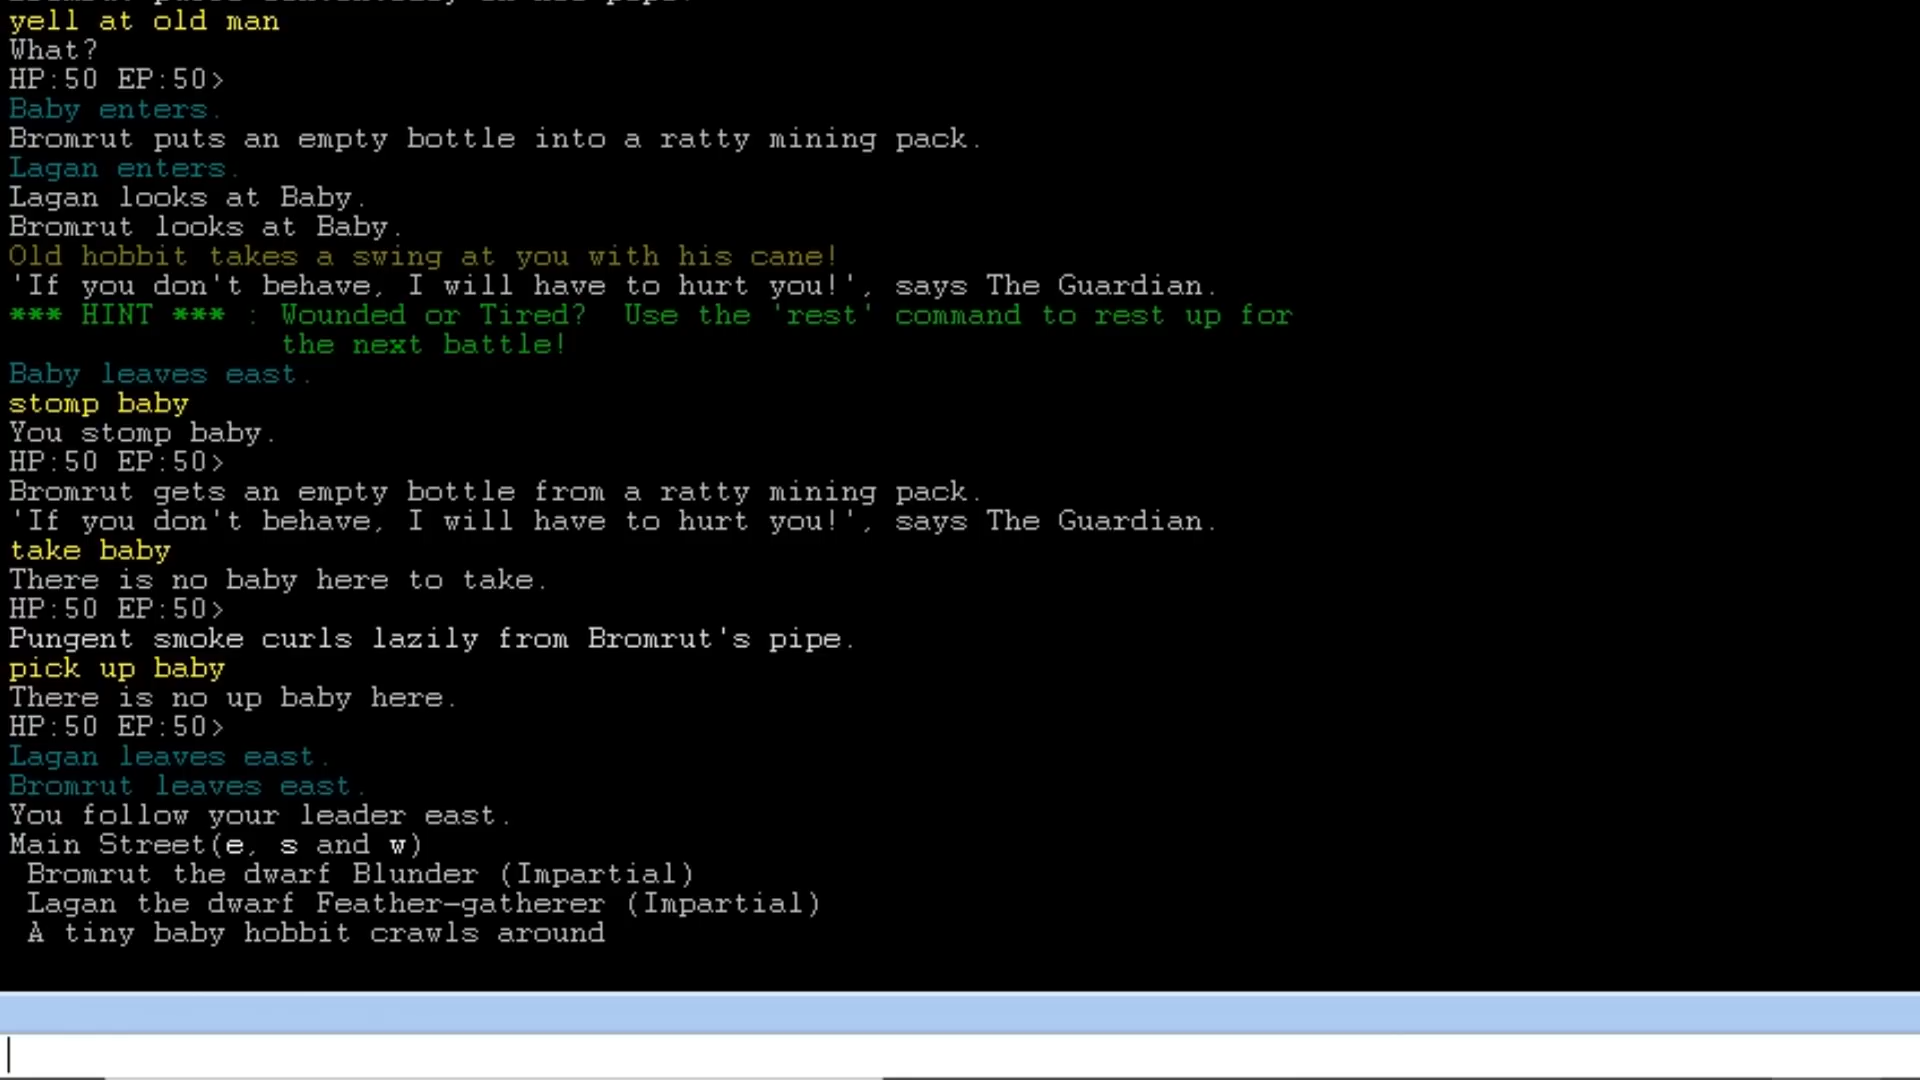 yell at old man
What?
HP:50 EP:50>
Baby enters.
Bromrut puts an empty bottle into a ratty mining pack.
Lagan enters.
Lagan looks at Baby.
Bromrut looks at Baby.
Old hobbit takes a swing at you with his cane!
'If you don't behave, I will have to hurt you!', says The Guardian.
*** HINT *** : Wounded or Tired?  Use the 'rest' command to rest up for
the next battle!
Baby leaves east.
stomp baby
You stomp baby.
HP:50 EP:50>
Bromrut gets an empty bottle from a ratty mining pack.
'If you don't behave, I will have to hurt you!', says The Guardian.
take baby
There is no baby here to take.
HP:50 EP:50>
Pungent smoke curls lazily from Bromrut's pipe.
pick up baby
There is no up baby here.
HP:50 EP:50>
Lagan leaves east.
Bromrut leaves east.
You follow your leader east.
Main Street(e, s and w)
Bromrut the dwarf Blunder (Impartial)
Lagan the dwarf Feather-gatherer (Impartial)
A tiny baby hobbit crawls around